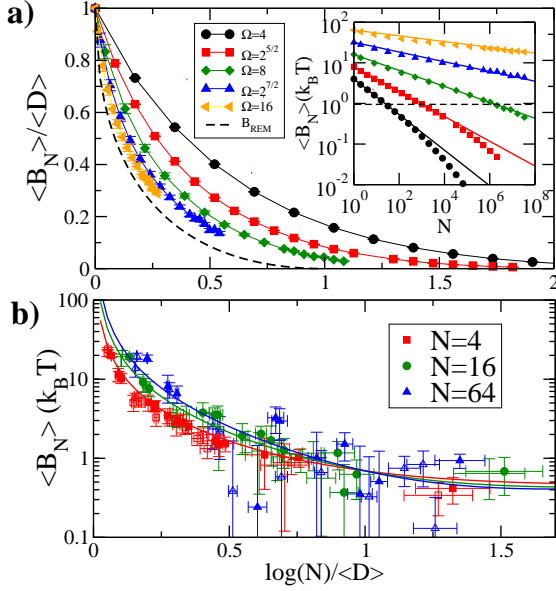 a)
<B_N>/<D>
1
0.8
0.6
0.4
0.2
0
0
0.5
1
1.5
2
Ω=4
Ω=2^{5/2}
Ω=8
Ω=2^{7/2}
Ω=16
B_{REM}
<B_N>(k_BT)
10^2
10^1
10^0
10^{-1}
10^{-2}
10^0
10^2
10^4
10^6
10^8
N
b)
<B_N> (k_BT)
100
10
1
0.1
0
0.5
1
1.5
log(N)/<D>
N=4
N=16
N=64